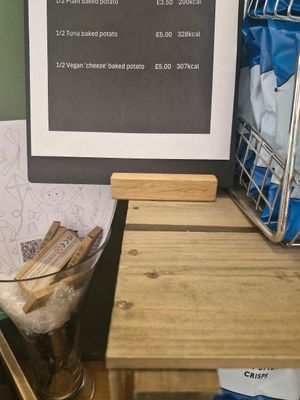 1/2 Plain baked potato £3.50 200kcal
1/2 Tuna baked potato £5.00 328kcal
1/2 Vegan 'cheeze' baked potato £5.00 307kcal
CRISPS